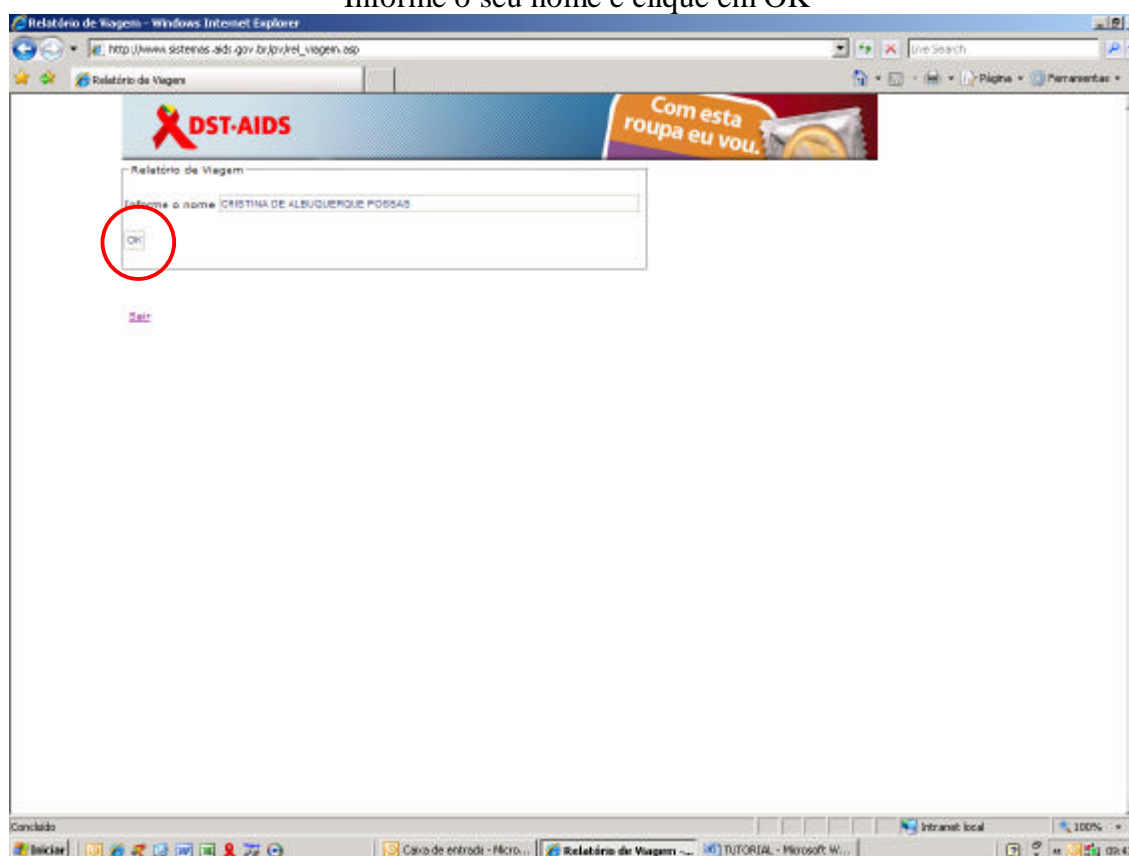 Informe o seu nome e clique em OK
Relatório de Viagem - Windows Internet Explorer
http://www.sistemas.aids.gov.br/lpv/rel_viagem.asp
Live Search
Relatório de Viagem
Página
Ferramentas
DST-AIDS
Com esta
roupa eu vou.
Relatório de Viagem
Informe o nome CRISTINA DE ALBUQUERQUE POSSAS
OK
Sair
Concluído
Intranet local
100%
Iniciar
Caixa de entrada - Micro...
Relatório de Viagem -...
TUTORIAL - Microsoft W...